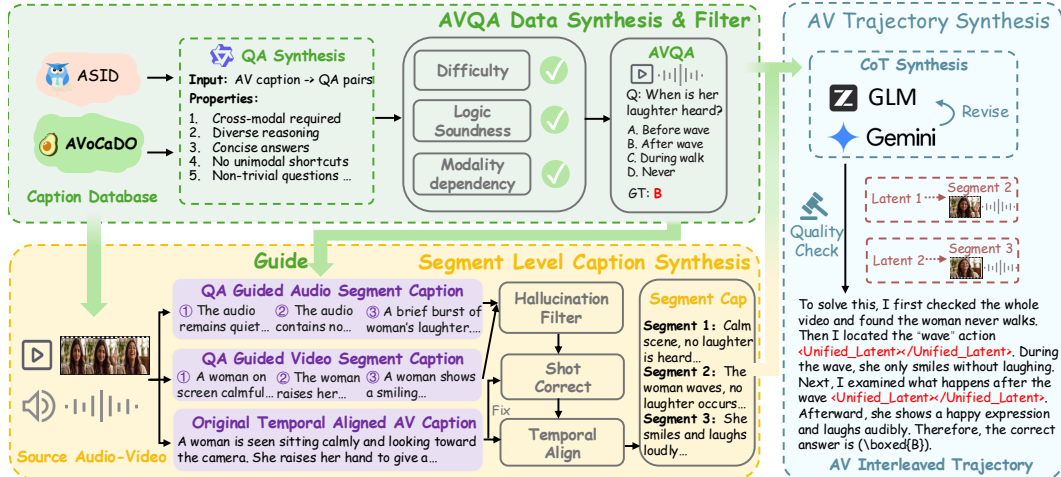 AVQA Data Synthesis & Filter
ASID
AVoCaDO
Caption Database
QA Synthesis
Input: AV caption -> QA pairs
Properties:
1. Cross-modal required
2. Diverse reasoning
3. Concise answers
4. No unimodal shortcuts
5. Non-trivial questions ...
Difficulty
Logic
Soundness
Modality
dependency
AVQA
Q: When is her
laughter heard?
A. Before wave
B. After wave
C. During walk
D. Never
GT: B
Guide
Segment Level Caption Synthesis
Source Audio-Video
QA Guided Audio Segment Caption
① The audio
remains quiet...
② The audio
contains no...
③ A brief burst of
woman's laughter....
QA Guided Video Segment Caption
① A woman on
screen calmful...
② The woman
raises her...
③ A woman shows
a smiling...
Original Temporal Aligned AV Caption
A woman is seen sitting calmly and looking toward
the camera. She raises her hand to give a...
Hallucination
Filter
Shot
Correct
Fix
Temporal
Align
Segment Cap
Segment 1: Calm
scene, no laughter
is heard...
Segment 2: The
woman waves, no
laughter occurs...
Segment 3: She
smiles and laughs
loudly...
AV Trajectory Synthesis
CoT Synthesis
GLM
Gemini
Revise
Quality
Check
Latent 1
Segment 2
Latent 2
Segment 3
To solve this, I first checked the whole
video and found the woman never walks.
Then I located the "wave" action
<Unified_Latent></Unified_Latent>. During
the wave, she only smiles without laughing.
Next, I examined what happens after the
wave <Unified_Latent></Unified_Latent>.
Afterward, she shows a happy expression
and laughs audibly. Therefore, the correct
answer is (\boxed{B}).
AV Interleaved Trajectory